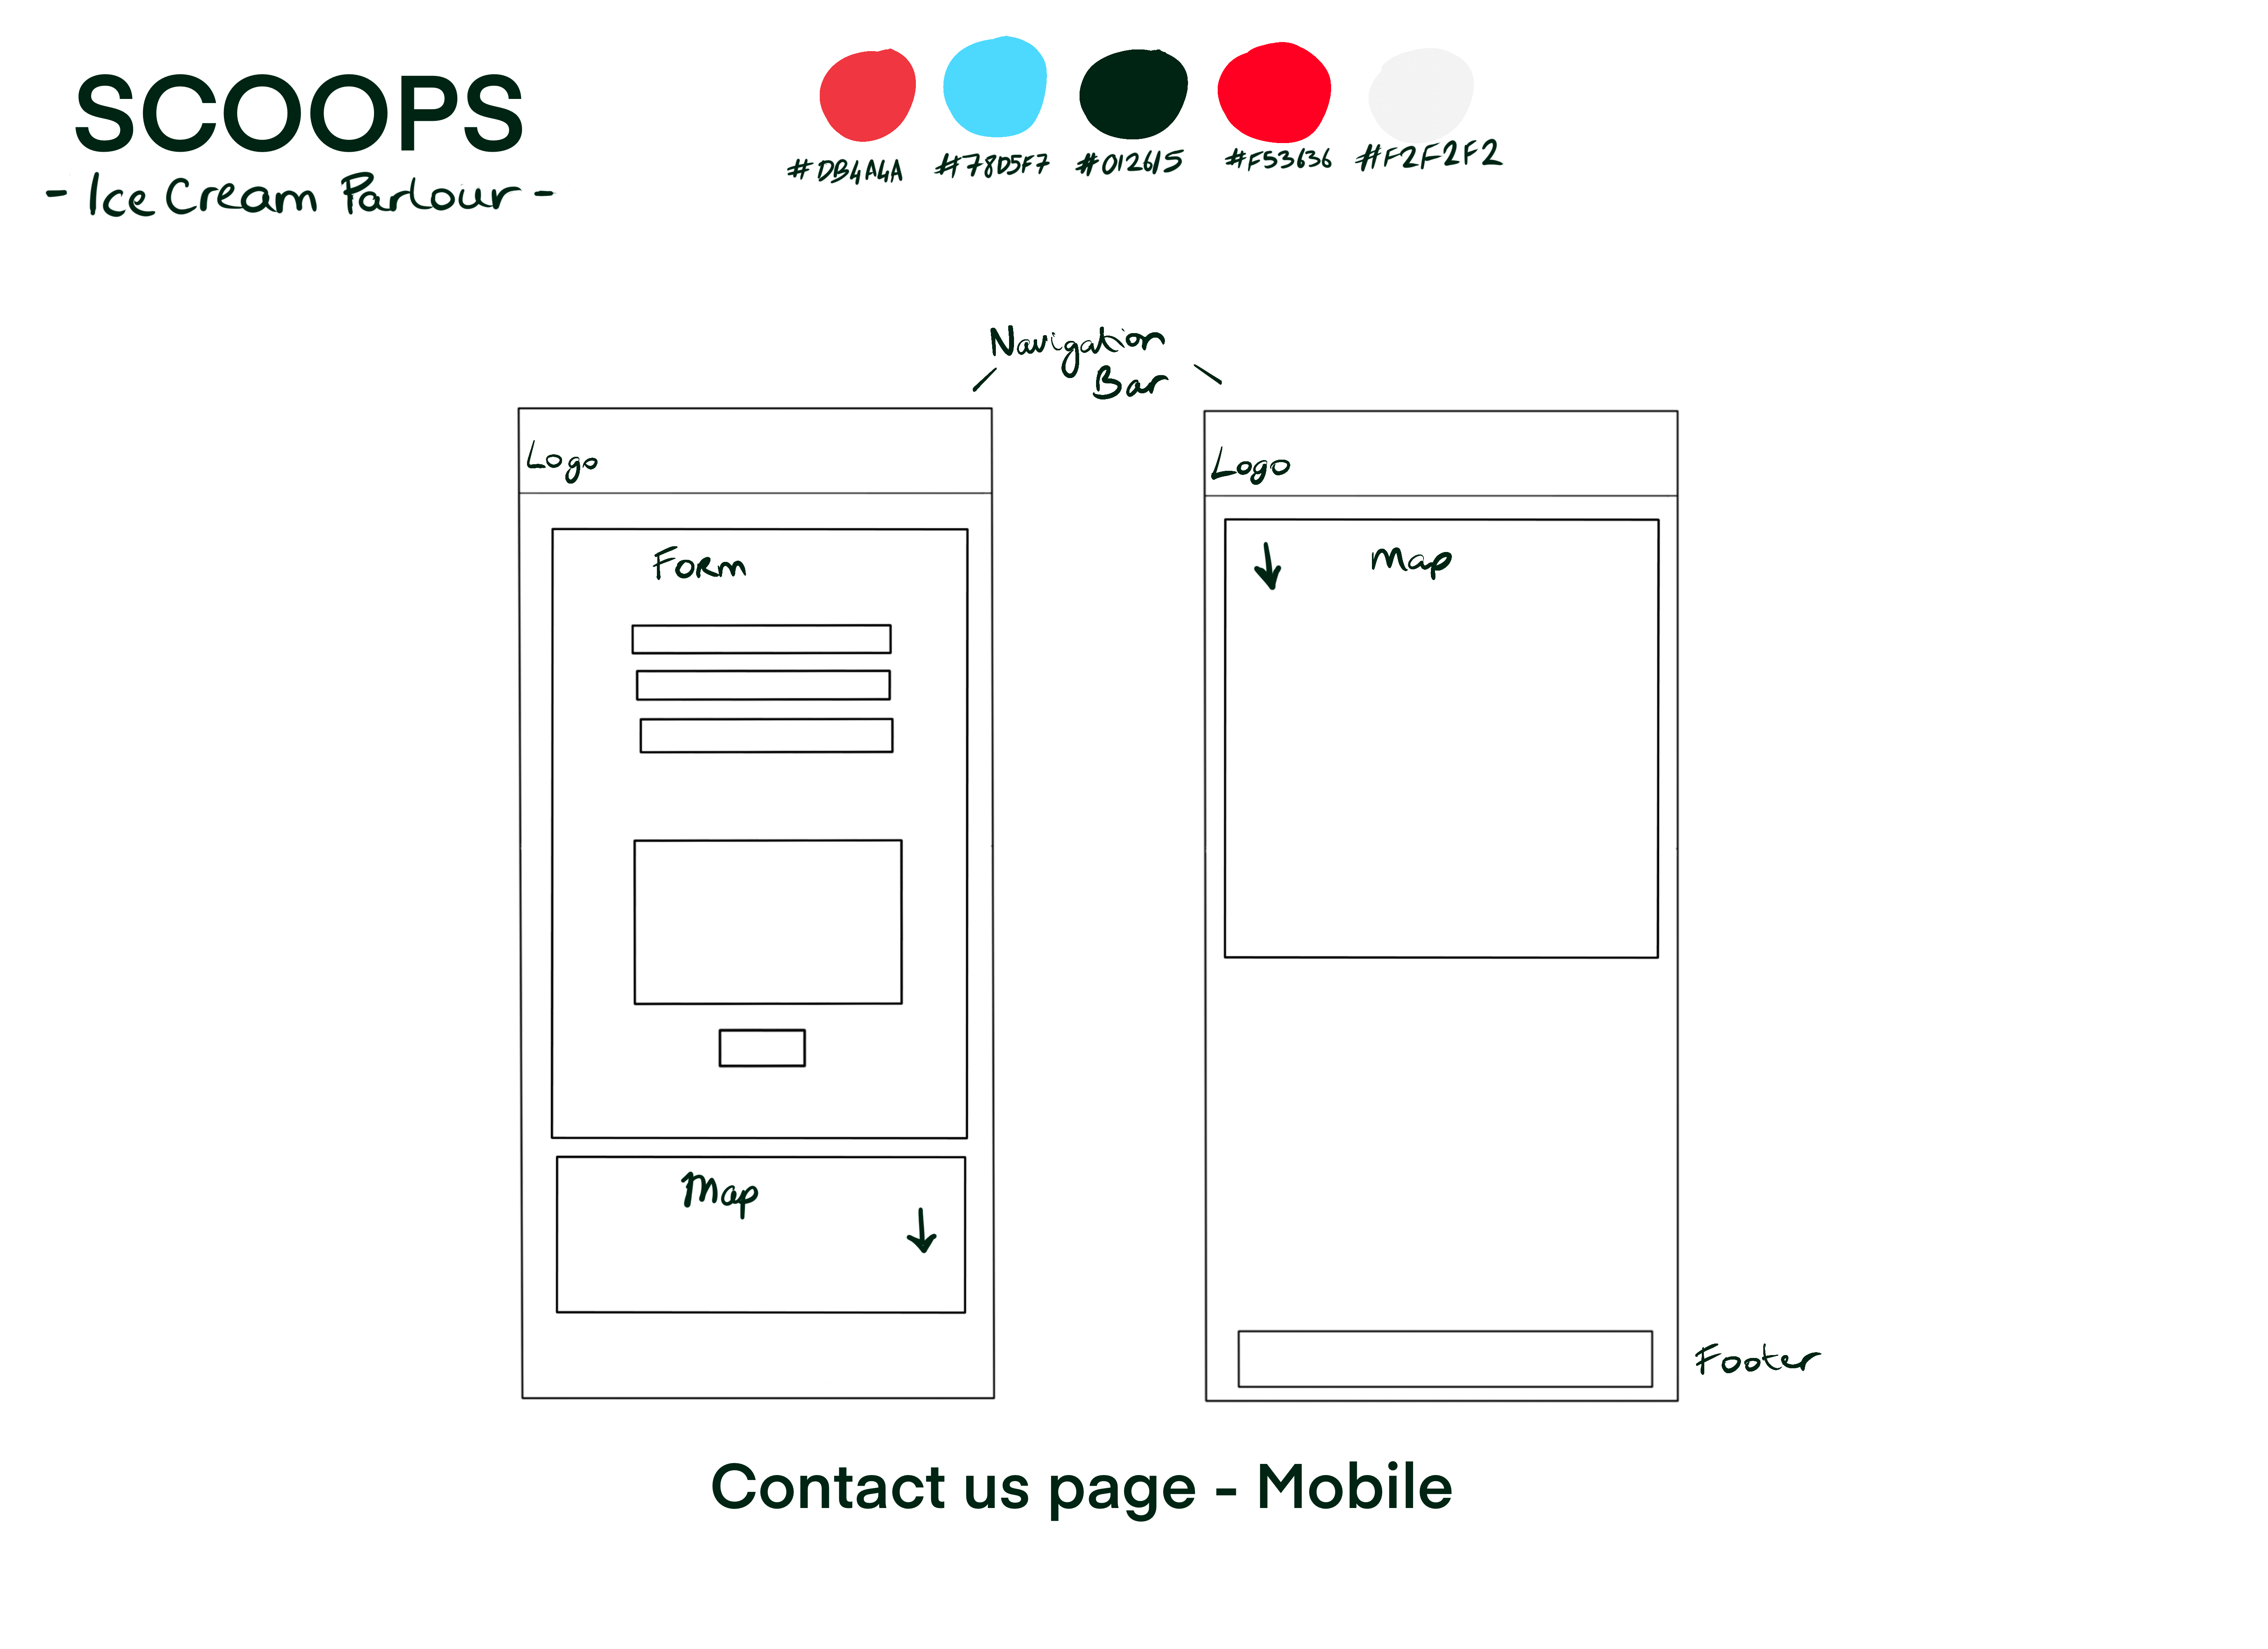 SCOOPS
- Ice Cream Parlour -
#DB4A4A #78D5F7 #012615 #F53636 #F2F2F2
Navigation
Bar
Logo
Form
Map
Logo
Map
Footer
Contact us page - Mobile